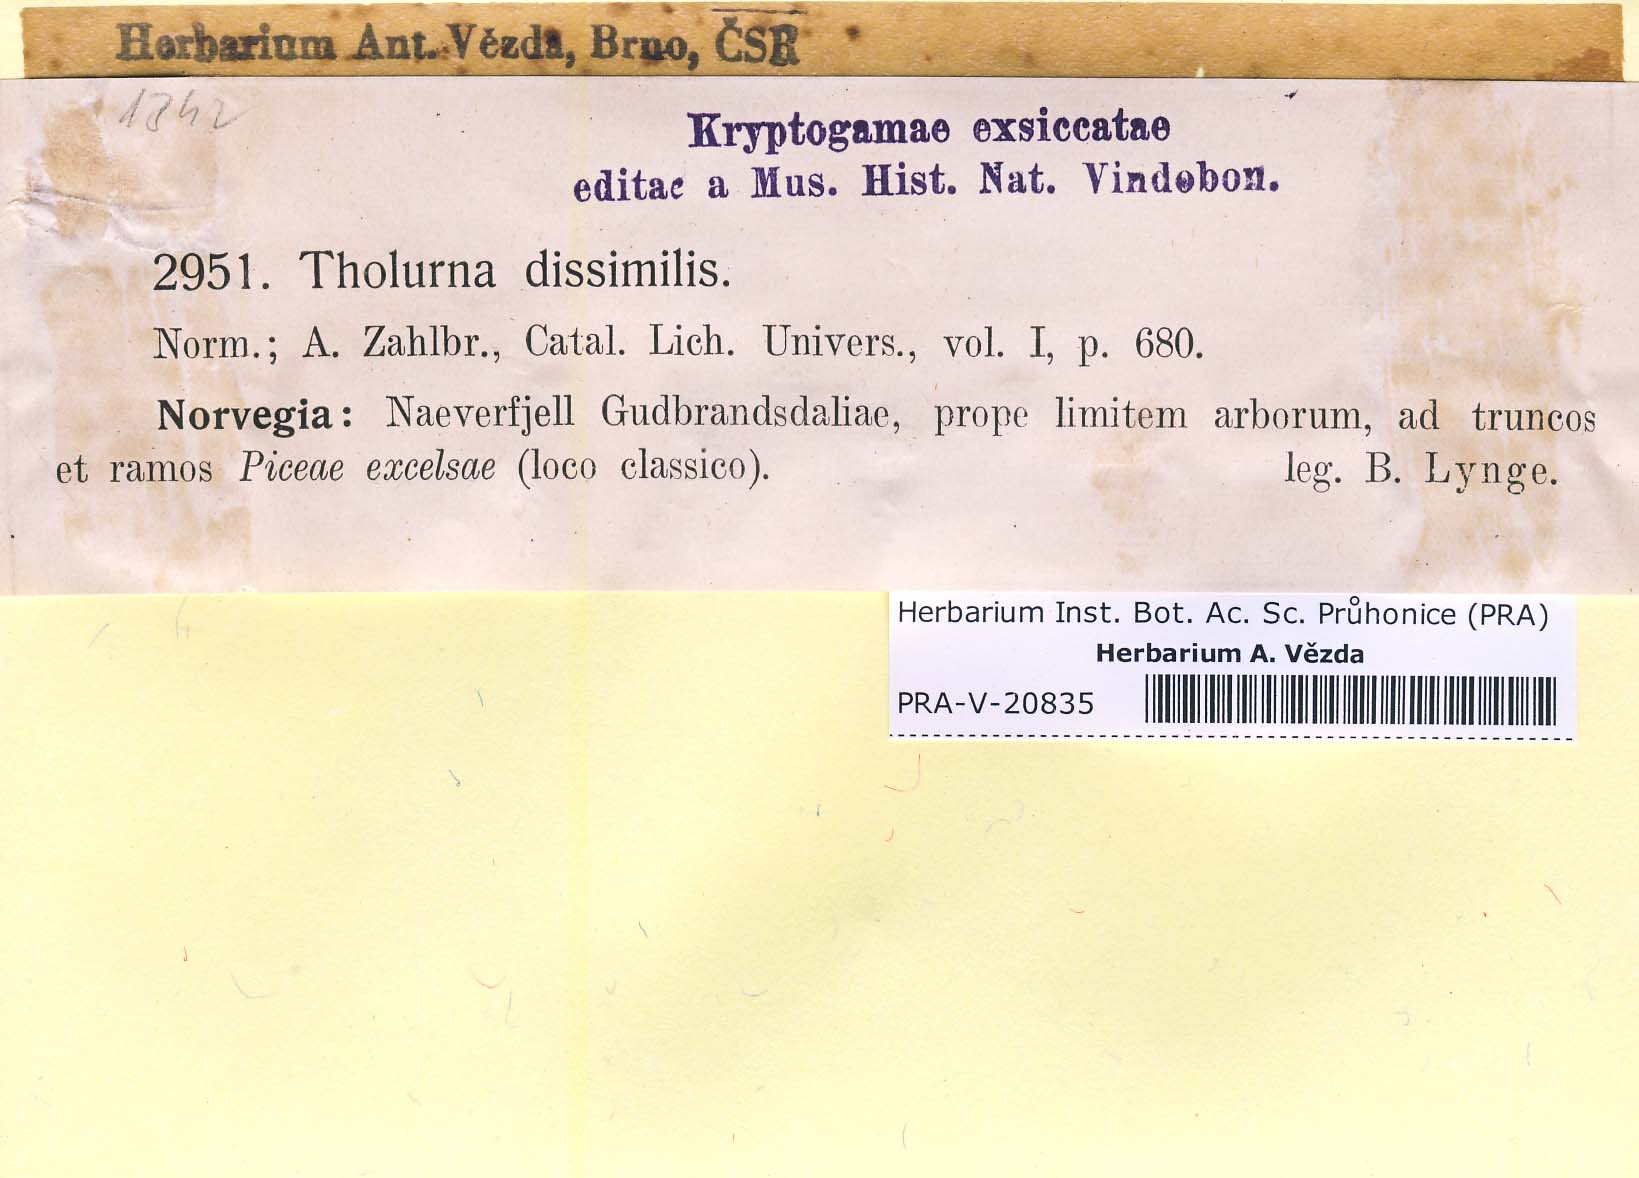 Herbarium Ant. Vězda, Brno, ČSR
1842
Kryptogamae exsiccatae
editae a Mus. Hist. Nat. Vindobon.
2951. Tholurna dissimilis.
Norm.; A. Zahlbr., Catal. Lich. Univers., vol. I, p. 680.
Norvegia: Naeverfjell Gudbrandsdaliae, prope limitem arborum, ad truncos
et ramos Piceae excelsae (loco classico). leg. B. Lynge.
Herbarium Inst. Bot. Ac. Sc. Průhonice (PRA)
Herbarium A. Vězda
PRA-V-20835